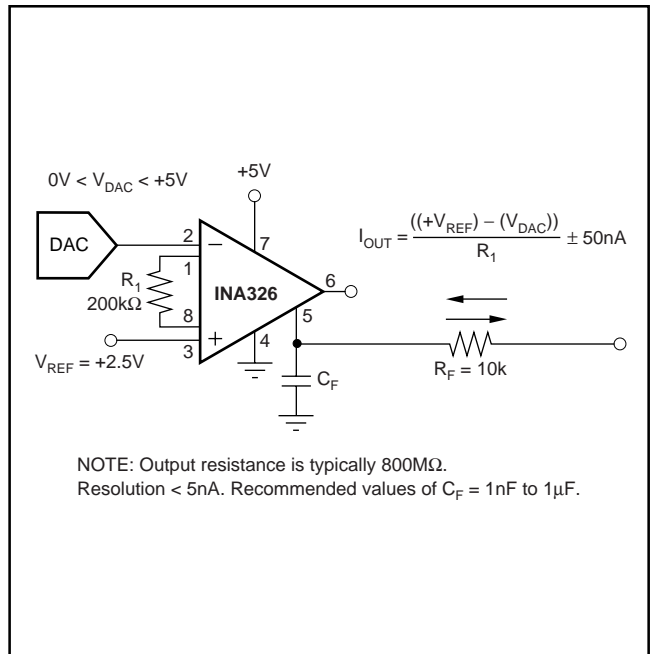 0V < V_DAC < +5V
+5V
I_OUT = ((+V_REF) − (V_DAC)) / R_1 ± 50nA
DAC
2
−
7
1
R_1
200kΩ
INA326
6
8
5
V_REF = +2.5V
3
+
4
C_F
R_F = 10k
NOTE: Output resistance is typically 800MΩ.
Resolution < 5nA. Recommended values of C_F = 1nF to 1μF.